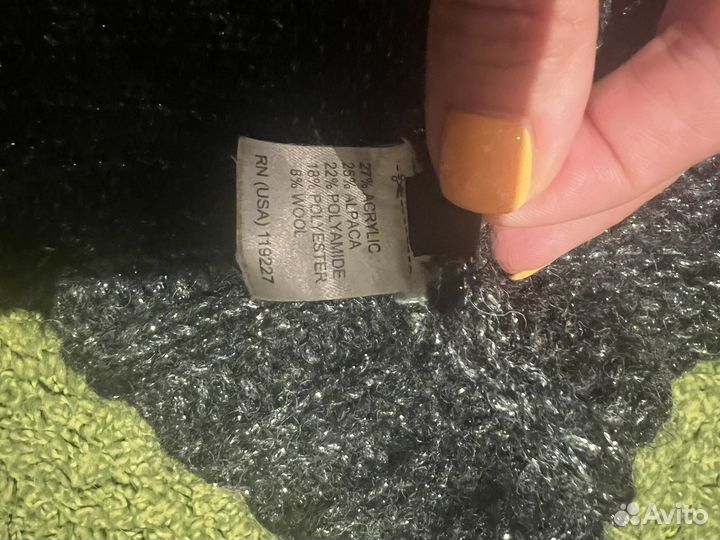 27% ACRYLIC
25% ALPACA
22% POLYAMIDE
18% POLYESTER
8% WOOL
RN (USA) 119227
Avito